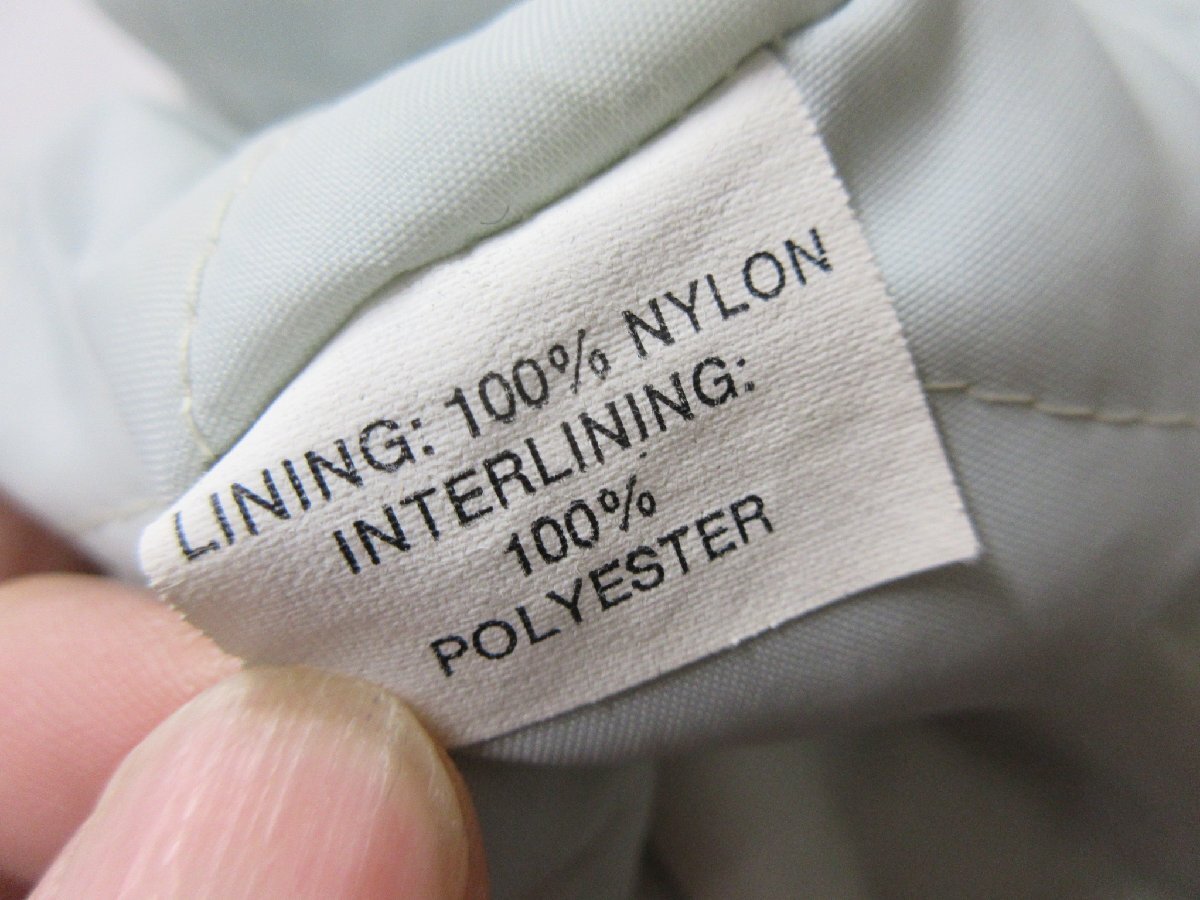 LINING: 100% NYLON
INTERLINING:
100%
POLYESTER